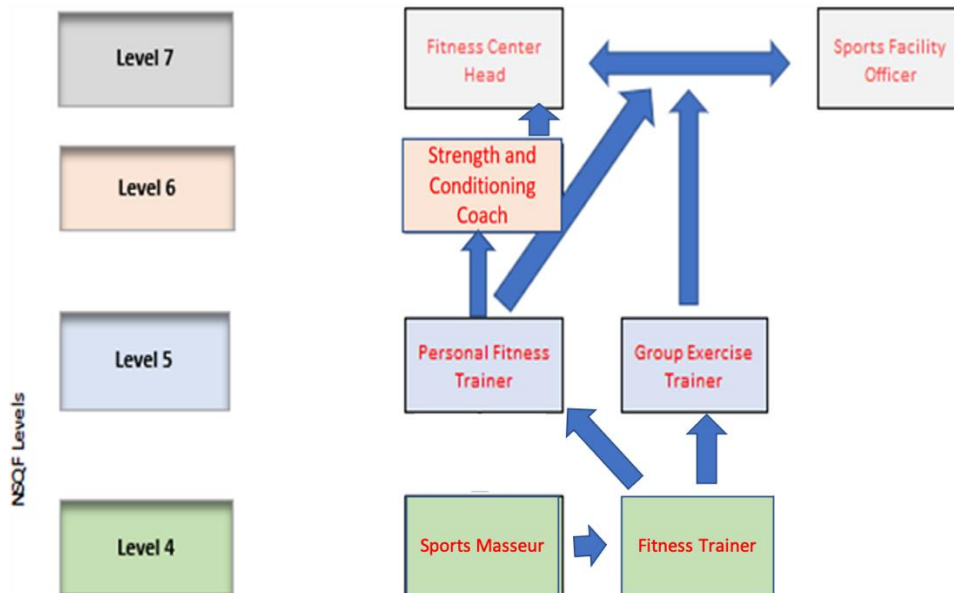 Level 7
Fitness Center
Head
Sports Facility
Officer
Level 6
Strength and
Conditioning
Coach
Level 5
Personal Fitness
Trainer
Group Exercise
Trainer
NSQF Levels
Level 4
Sports Masseur
Fitness Trainer